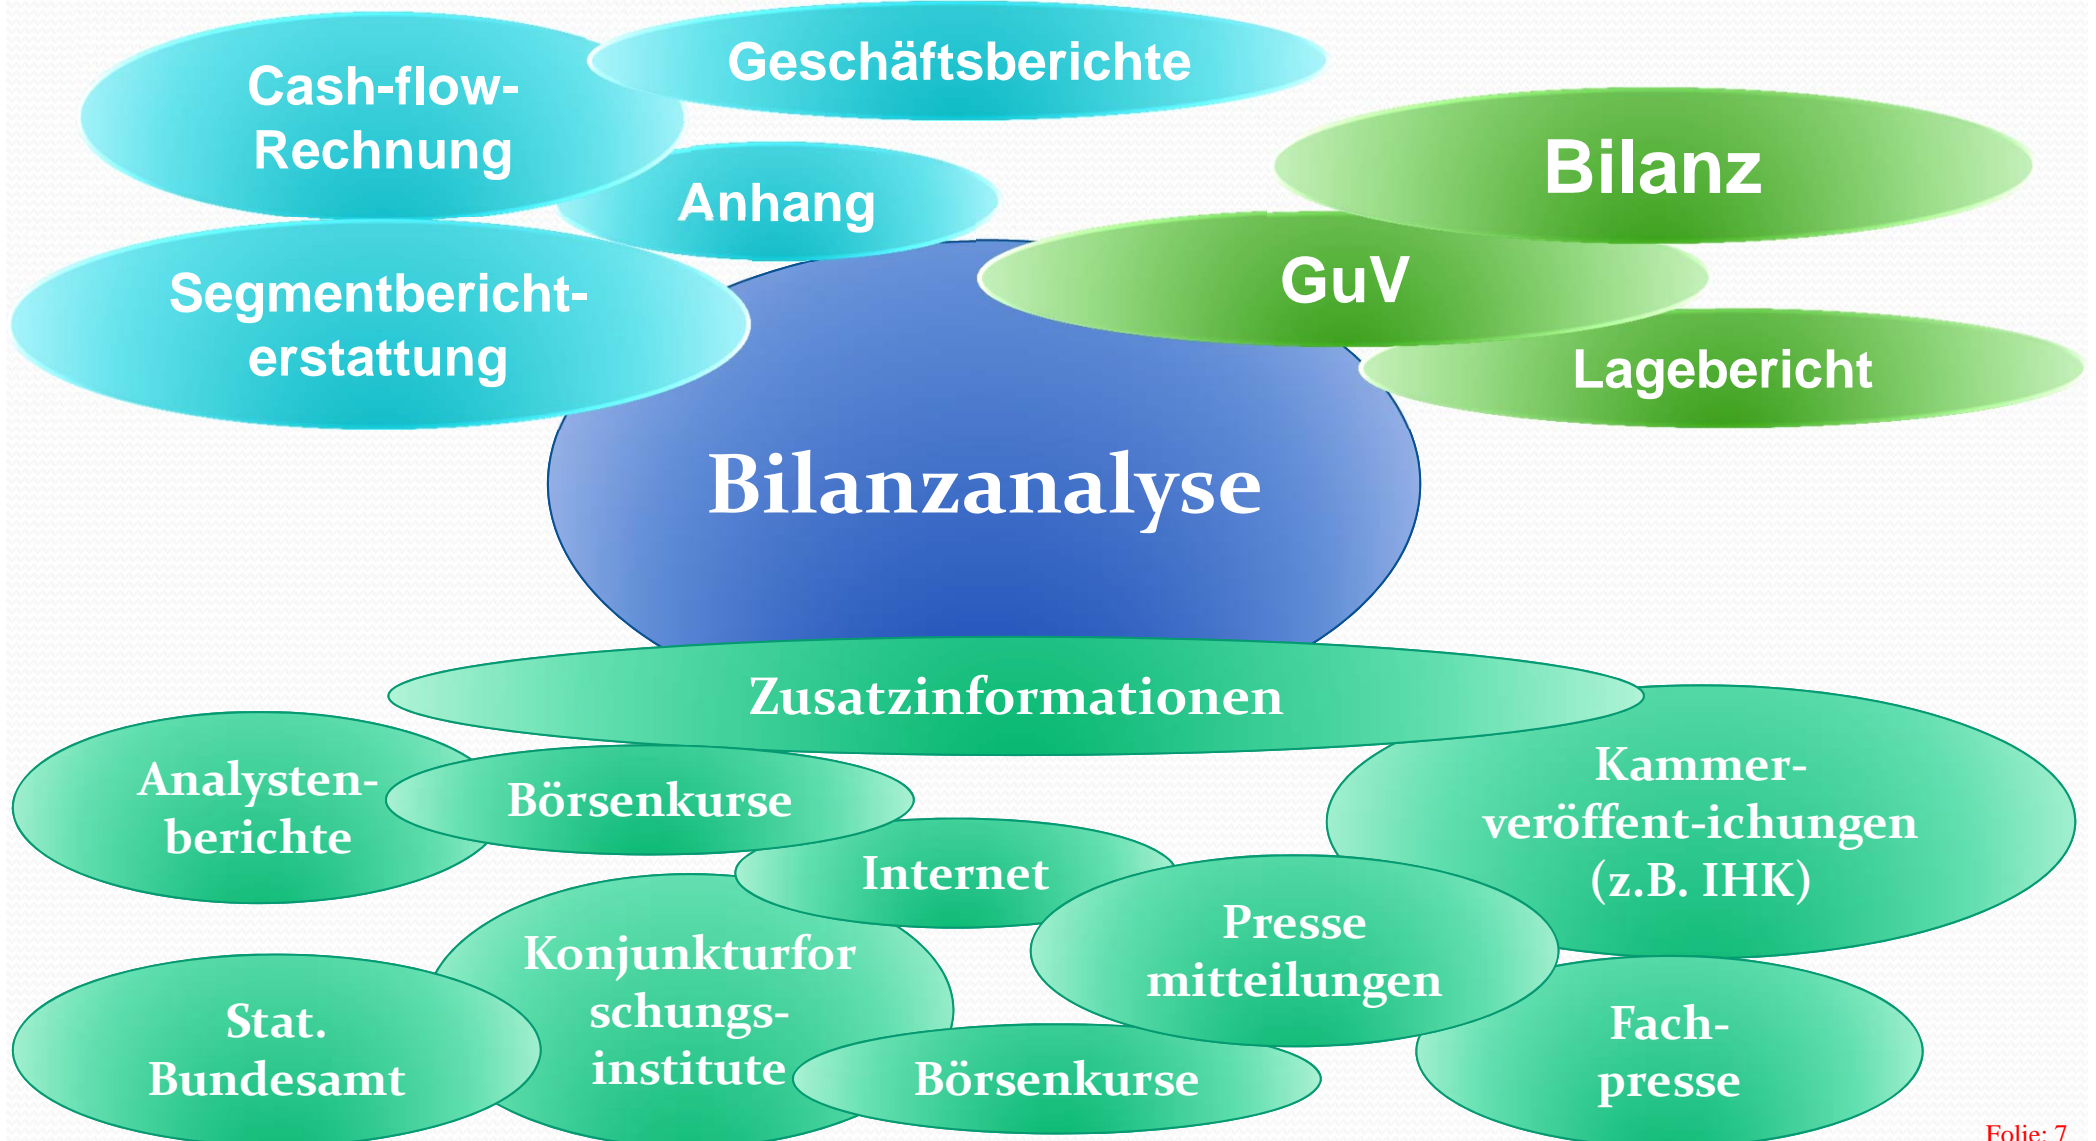 Cash-flow-
Rechnung
Geschäftsberichte
Anhang
Segmentbericht-
erstattung
Bilanz
GuV
Lagebericht
Bilanzanalyse
Zusatzinformationen
Analysten-
berichte
Börsenkurse
Internet
Kammer-
veröffent-ichungen
(z.B. IHK)
Presse
mitteilungen
Konjunkturfor
schungs-
institute
Stat.
Bundesamt
Börsenkurse
Fach-
presse
Folie: 7